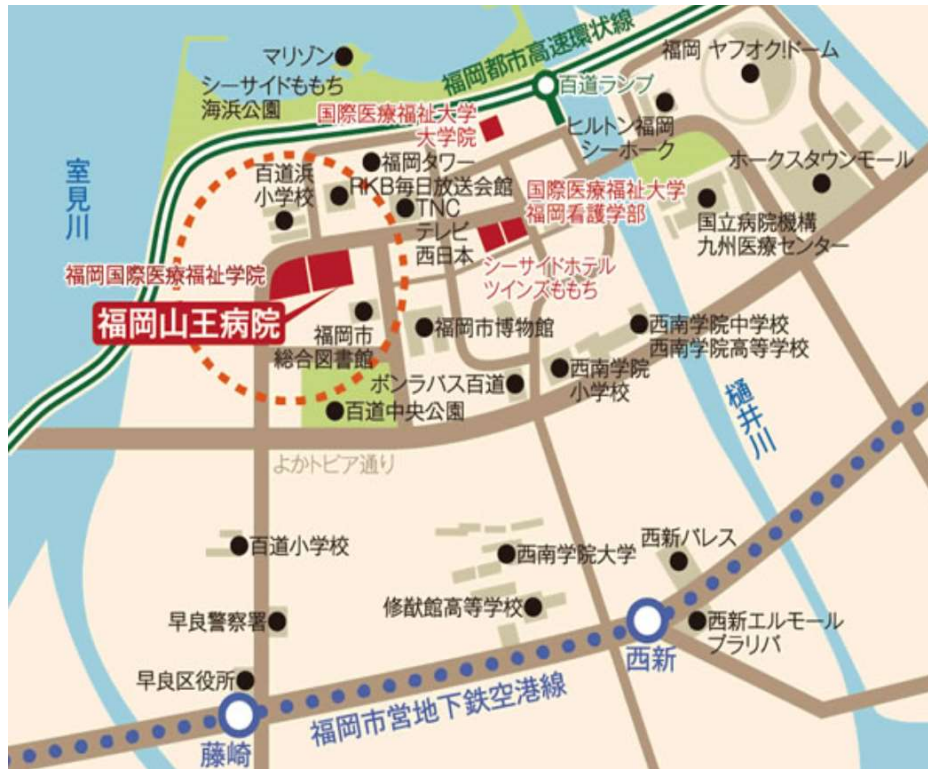 マリゾン
シーサイドももち
海浜公園
福岡都市高速環状線
百道ランプ
福岡 ヤフオク!ドーム
国際医療福祉大学
大学院
ヒルトン福岡
シーホーク
ホークスタウンモール
室見川
百道浜
小学校
福岡タワー
RKB毎日放送会館
TNC
テレビ
西日本
国際医療福祉大学
福岡看護学部
国立病院機構
九州医療センター
福岡国際医療福祉学院
シーサイドホテル
ツインズももち
福岡山王病院
福岡市
総合図書館
福岡市博物館
西南学院中学校
西南学院高等学校
ボンラパス百道
西南学院
小学校
百道中央公園
樋井川
よかトピア通り
百道小学校
西南学院大学
西新パレス
早良警察署
修猷館高等学校
西新エルモール
プラリバ
西新
早良区役所
福岡市営地下鉄空港線
藤崎